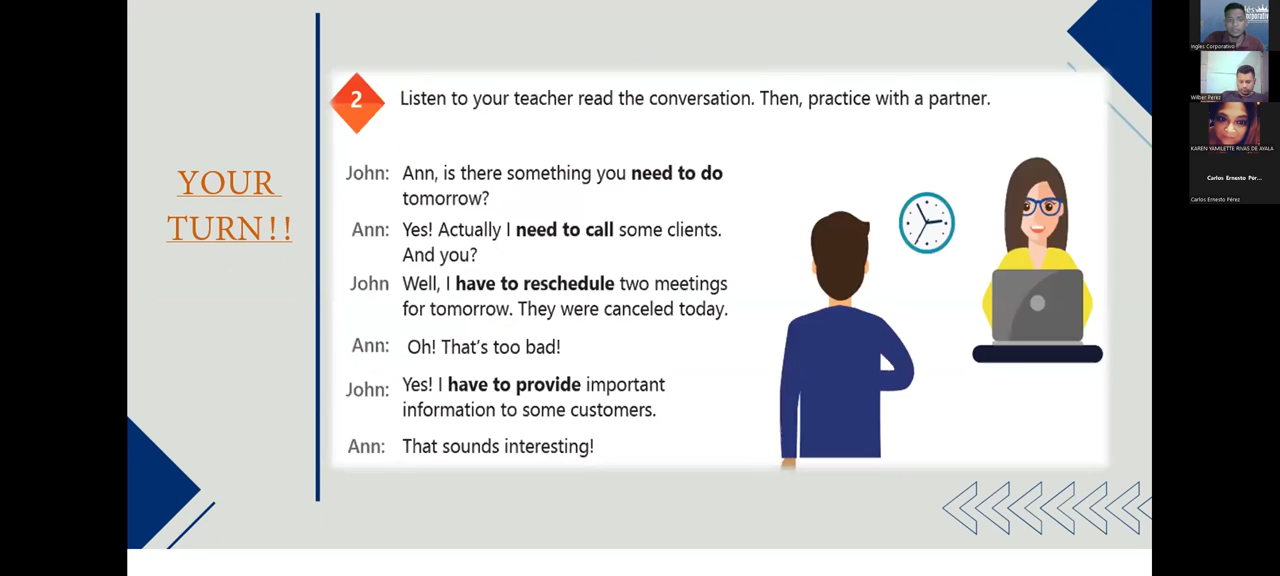 YOUR
TURN!!
2
Listen to your teacher read the conversation. Then, practice with a partner.
John: Ann, is there something you need to do
tomorrow?
Ann: Yes! Actually I need to call some clients.
And you?
John Well, I have to reschedule two meetings
for tomorrow. They were canceled today.
Ann: Oh! That's too bad!
John: Yes! I have to provide important
information to some customers.
Ann: That sounds interesting!
Ingles Corporativo
Wilber Perez
KAREN YAMILETTE RIVAS DE AYALA
Carlos Ernesto Pér...
Carlos Ernesto Pérez